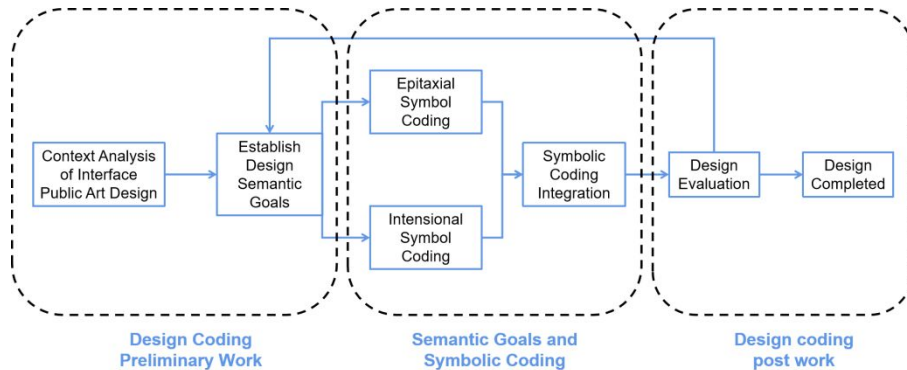 Context Analysis
of Interface
Public Art Design
Establish
Design
Semantic
Goals
Epitaxial
Symbol
Coding
Intensional
Symbol
Coding
Symbolic
Coding
Integration
Design
Evaluation
Design
Completed
Design Coding
Preliminary Work
Semantic Goals and
Symbolic Coding
Design coding
post work